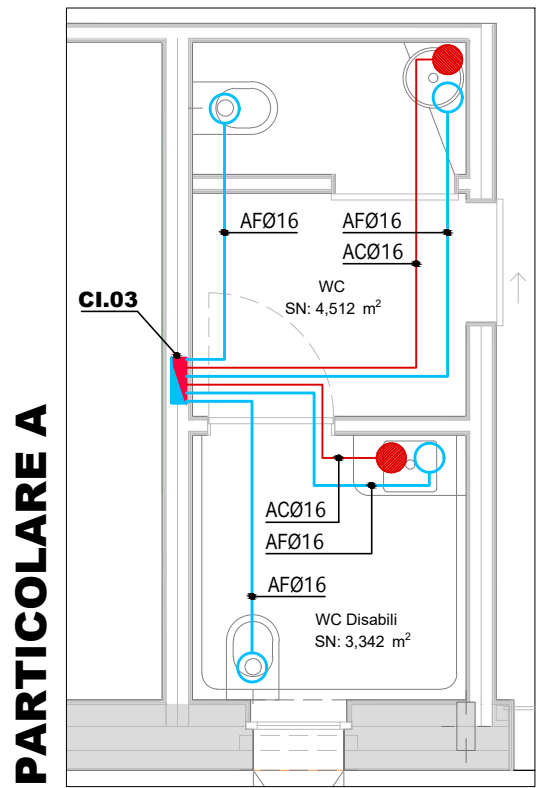 AFØ16
AFØ16
ACØ16
WC
SN: 4,512 m²
CI.03
ACØ16
AFØ16
AFØ16
WC Disabili
SN: 3,342 m²
PARTICOLARE A